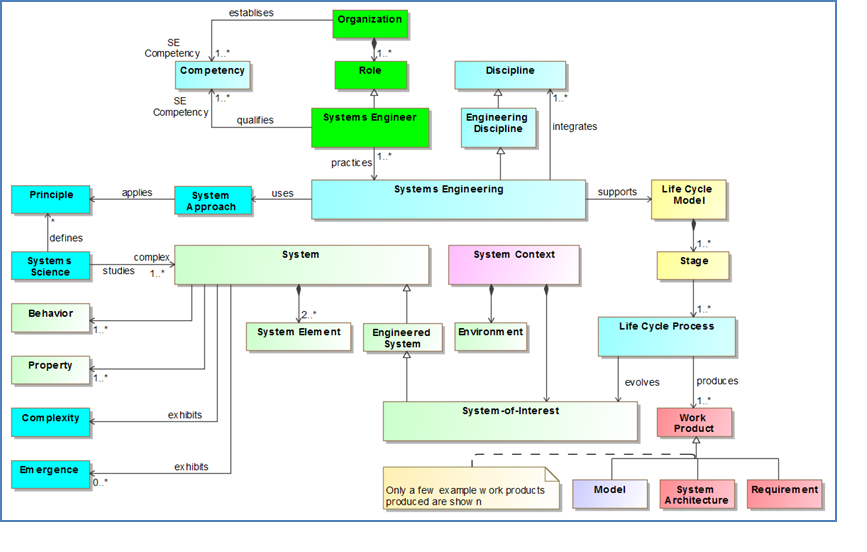 establises
Organization
SE
Competency
1..*
1..*
Competency
Role
Discipline
SE
Competency
1..*
1..*
qualifies
Systems Engineer
Engineering
Discipline
integrates
practices
1..*
Principle
applies
System
Approach
uses
Systems Engineering
supports
Life Cycle
Model
*
defines
1..*
Systems
Science
studies
complex
1..*
System
System Context
Stage
1..*
Behavior
1..*
2..*
System Element
Engineered
System
Environment
Life Cycle Process
Property
1..*
evolves
produces
1..*
Complexity
exhibits
System-of-Interest
Work
Product
Emergence
exhibits
0..*
Only a few example work products
produced are show n
Model
System
Architecture
Requirement